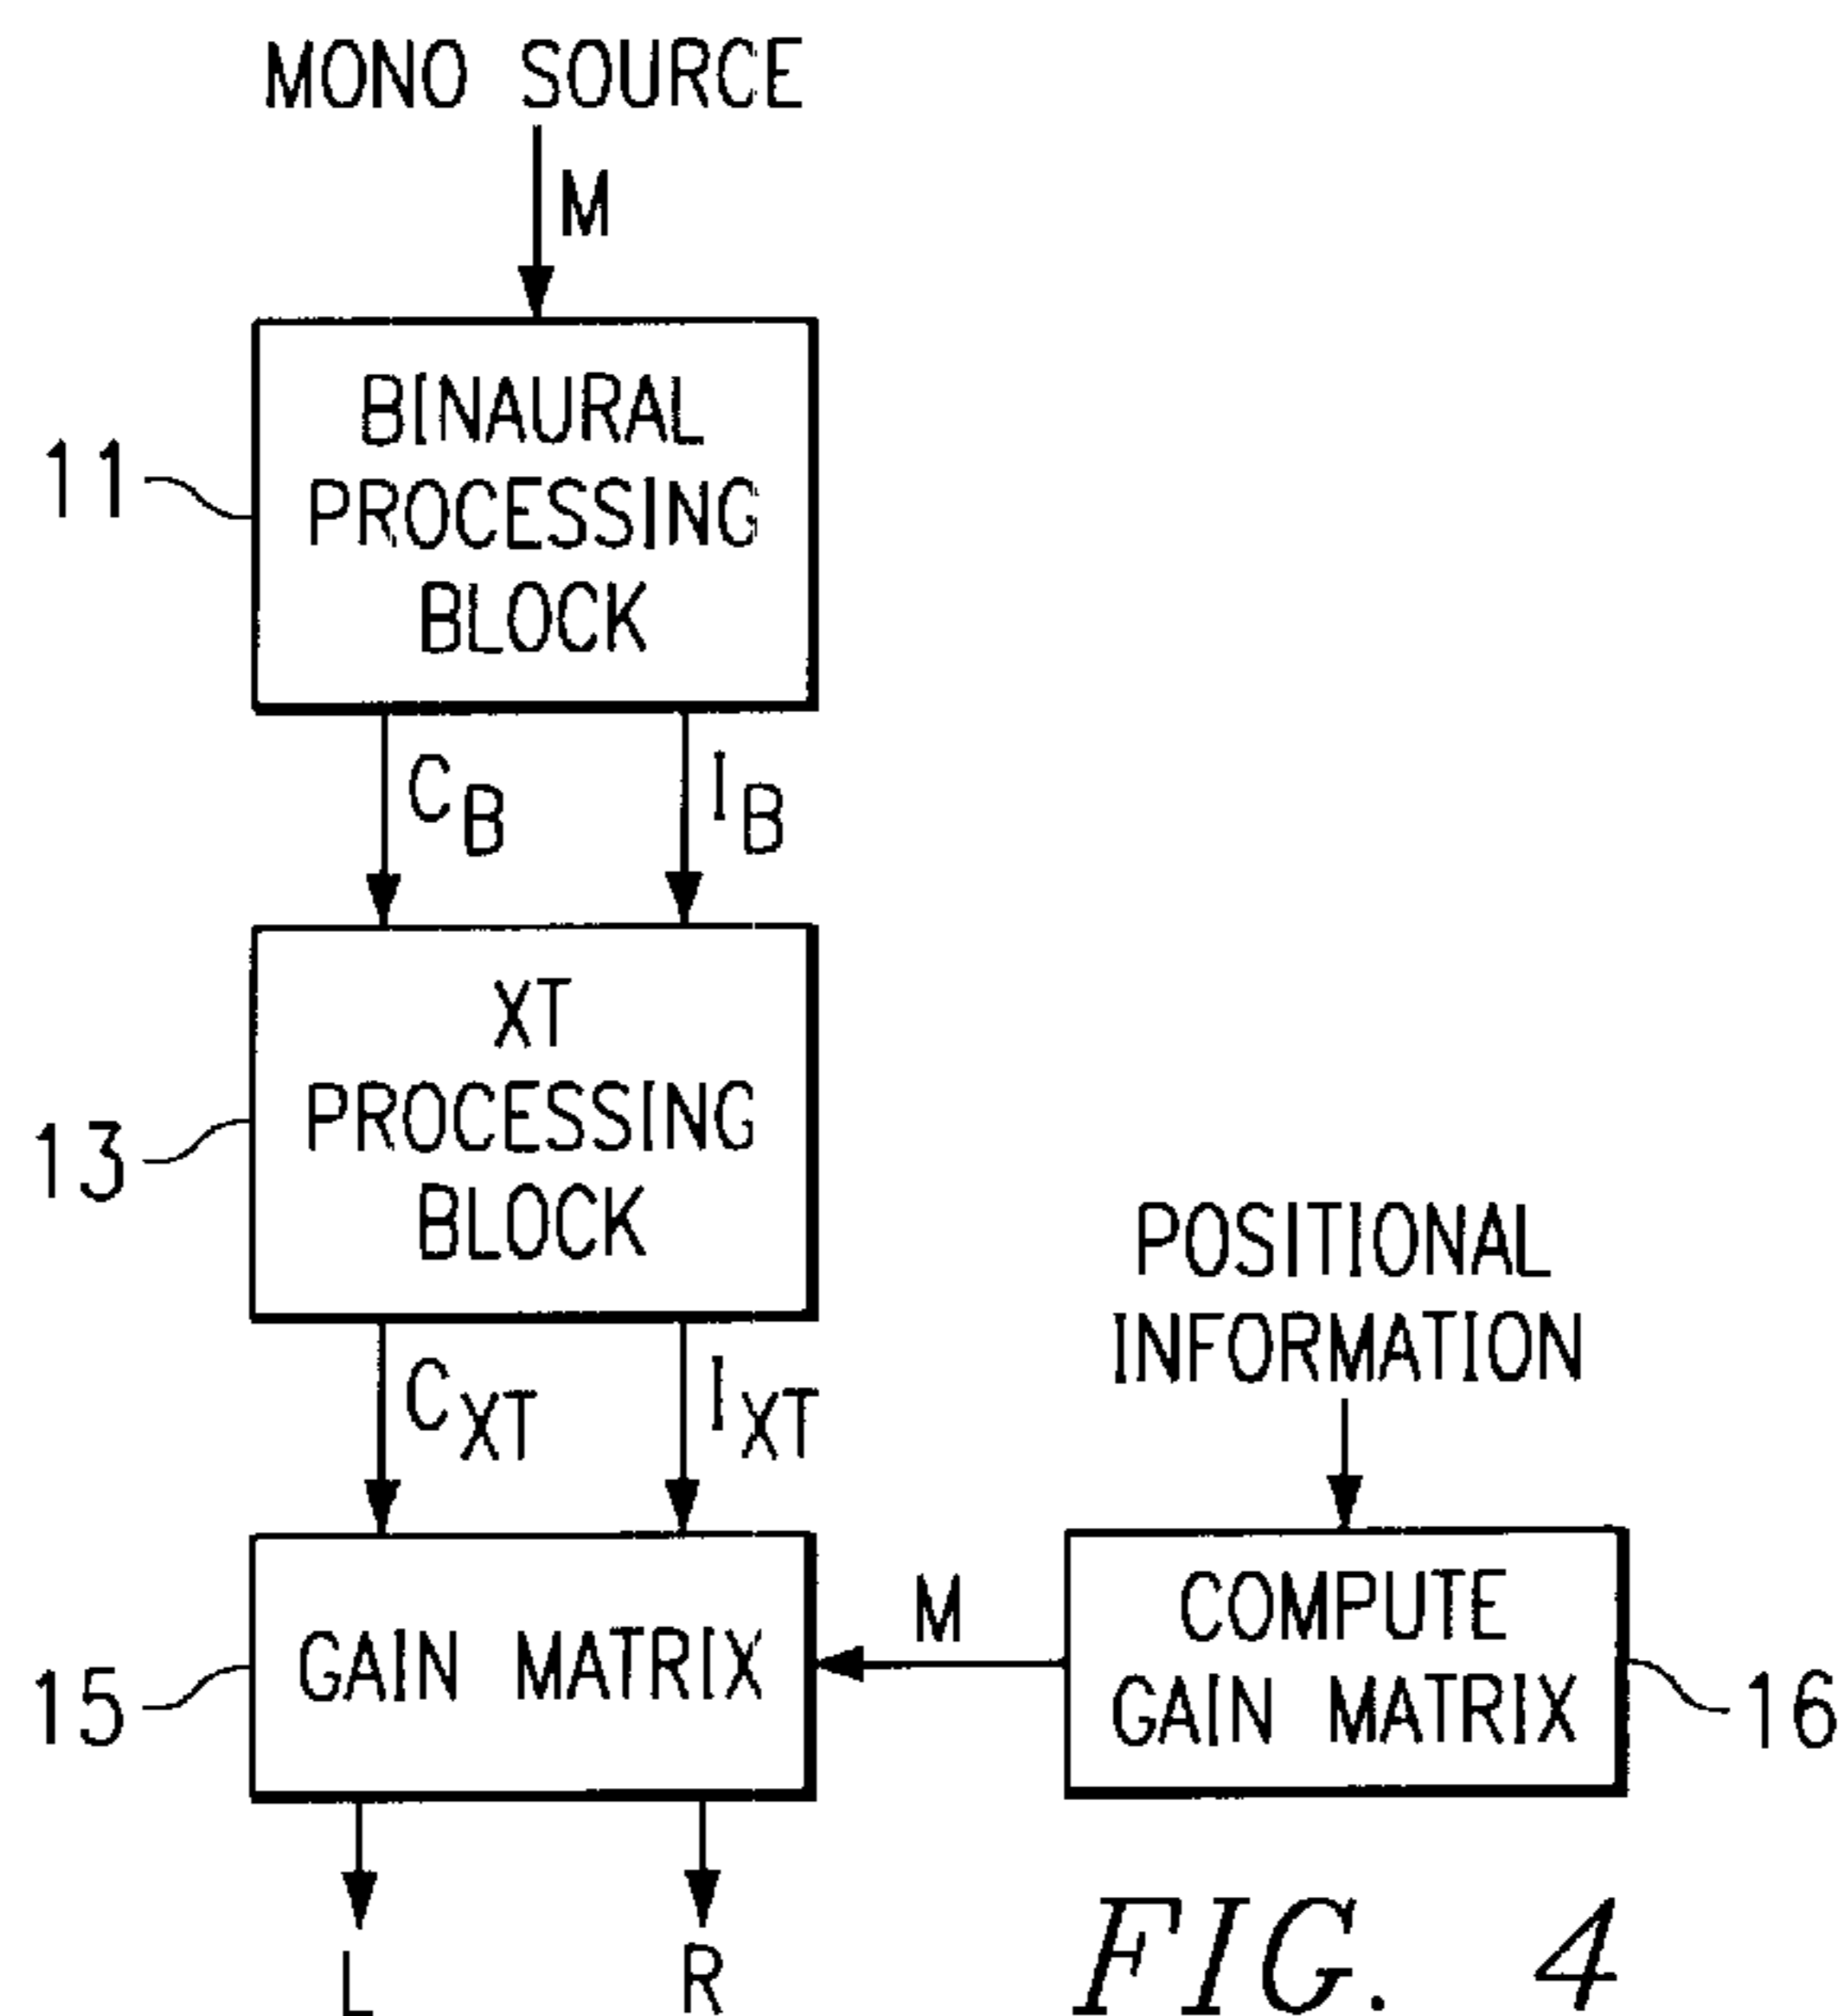 MONO SOURCE
M
BINAURAL
PROCESSING
BLOCK
11
C_B
I_B
XT
PROCESSING
BLOCK
13
C_XT
I_XT
POSITIONAL
INFORMATION
GAIN MATRIX
15
M
COMPUTE
GAIN MATRIX
16
L
R
FIG. 4